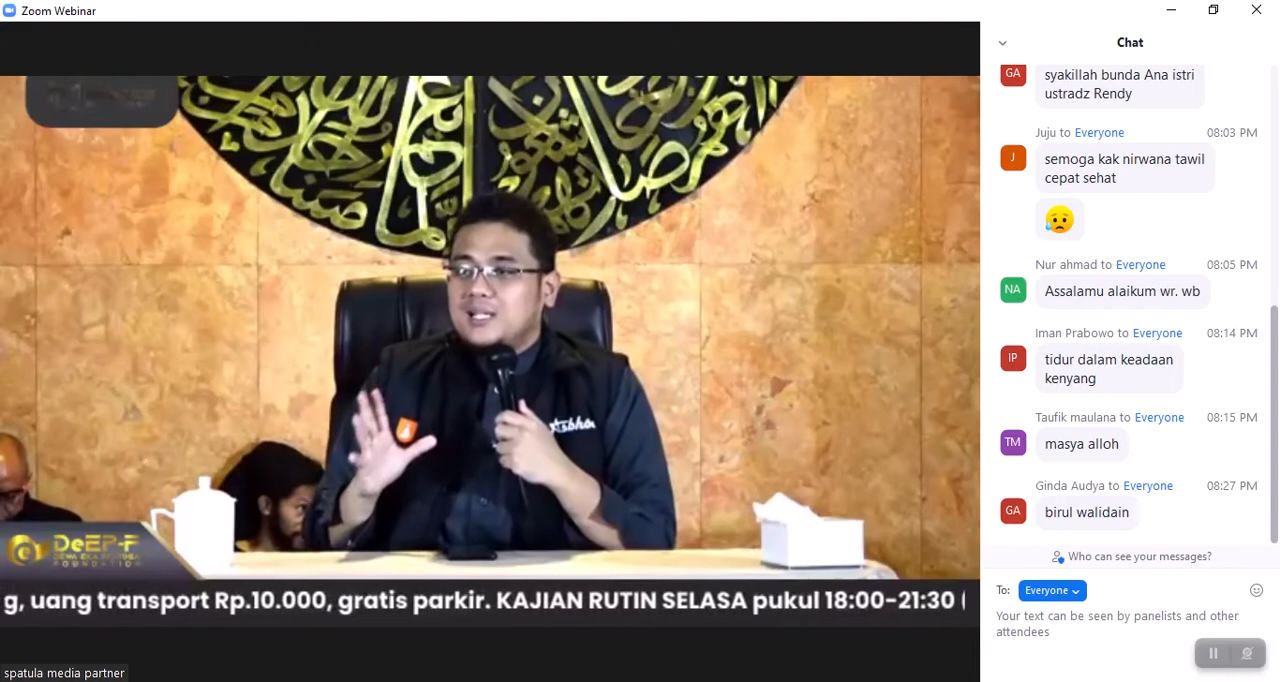 Zoom Webinar
DeEP-F
DEWA EKA PRAYOGA
FOUNDATION
g, uang transport Rp.10.000, gratis parkir. KAJIAN RUTIN SELASA pukul 18:00-21:30 (
spatula media partner
Chat
GA
syakillah bunda Ana istri
ustradz Rendy
Juju to Everyone 08:03 PM
J
semoga kak nirwana tawil
cepat sehat
Nur ahmad to Everyone 08:05 PM
NA
Assalamu alaikum wr. wb
Iman Prabowo to Everyone 08:14 PM
IP
tidur dalam keadaan
kenyang
Taufik maulana to Everyone 08:15 PM
TM
masya alloh
Ginda Audya to Everyone 08:27 PM
GA
birul walidain
Who can see your messages?
To: Everyone
Your text can be seen by panelists and other
attendees